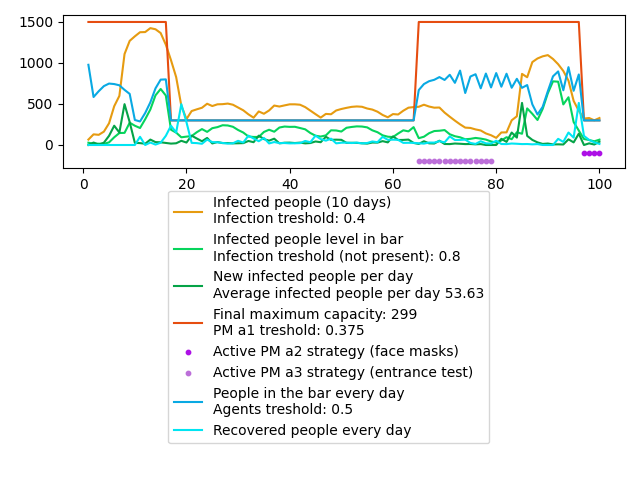 1500
1000
500
0
0 20 40 60 80 100
Infected people (10 days)
Infection treshold: 0.4
Infected people level in bar
Infection treshold (not present): 0.8
New infected people per day
Average infected people per day 53.63
Final maximum capacity: 299
PM a1 treshold: 0.375
Active PM a2 strategy (face masks)
Active PM a3 strategy (entrance test)
People in the bar every day
Agents treshold: 0.5
Recovered people every day